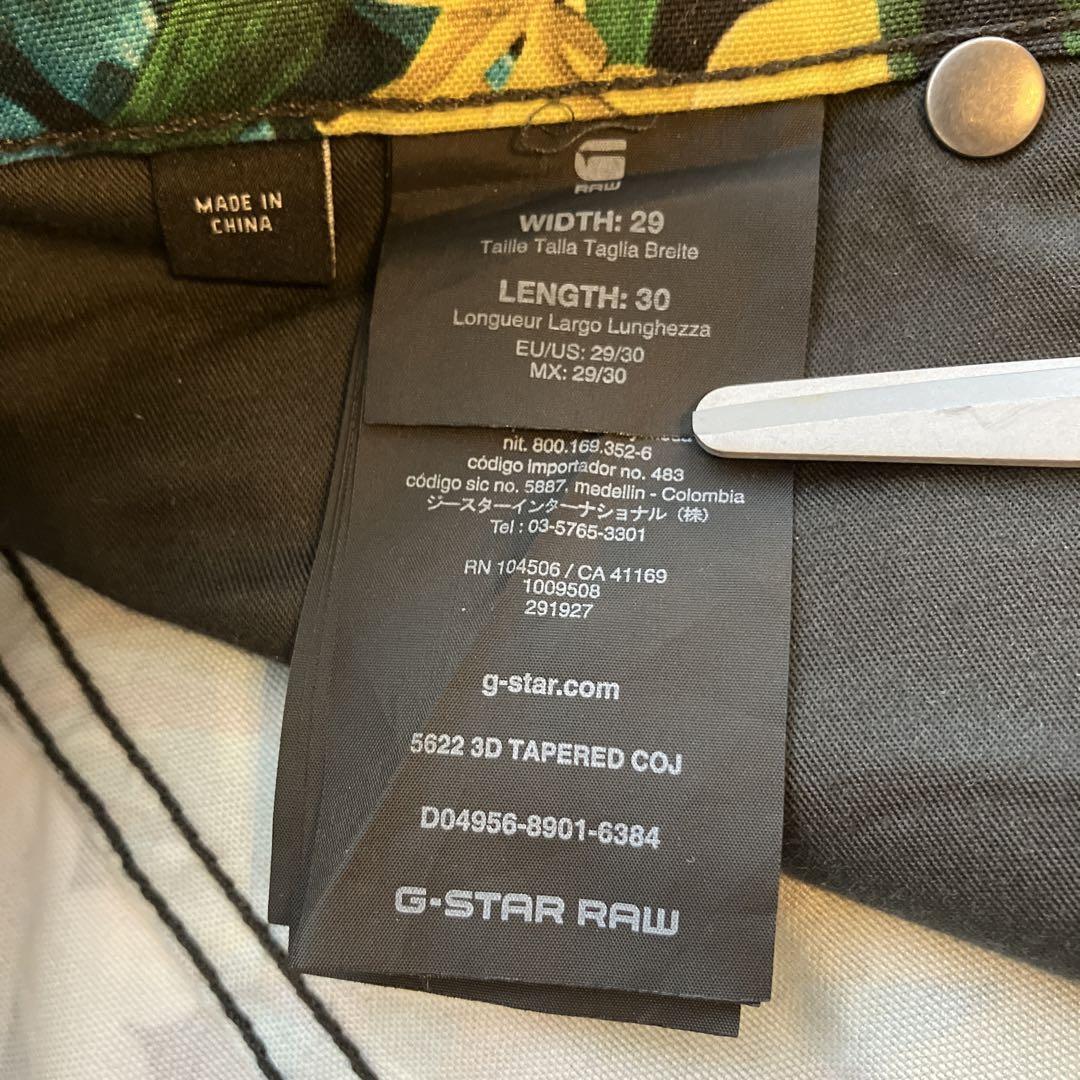 MADE IN
CHINA
RAW
WIDTH: 29
Taille Talla Taglia Breite
LENGTH: 30
Longueur Largo Lunghezza
EU/US: 29/30
MX: 29/30
nit. 800.169.352-6
código importador no. 483
código sic no. 5887, medellin - Colombia
ジースターインターナショナル（株）
Tel : 03-5765-3301
RN 104506 / CA 41169
1009508
291927
g-star.com
5622 3D TAPERED COJ
D04956-8901-6384
G-STAR RAW